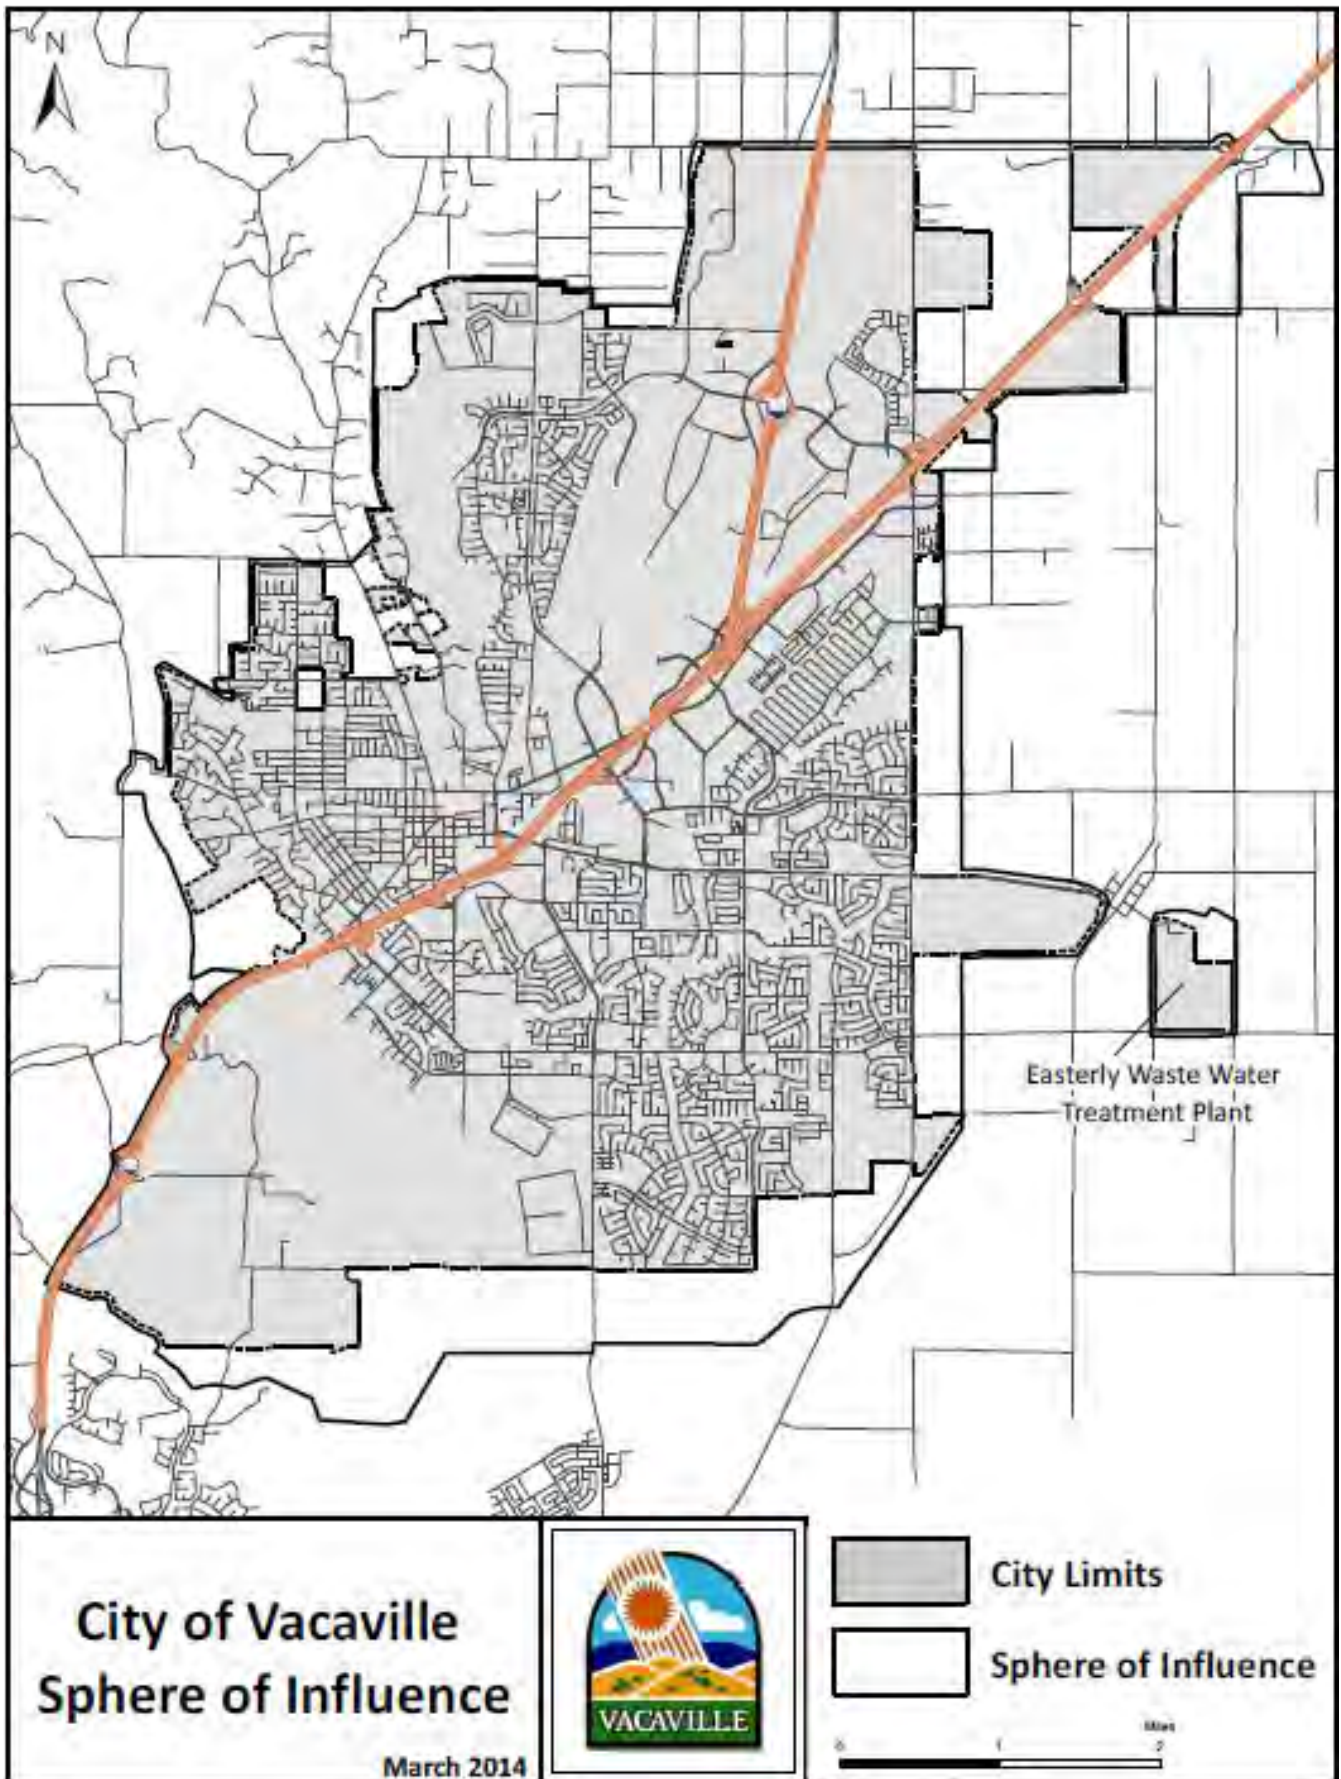 N
Easterly Waste Water
Treatment Plant
City of Vacaville
Sphere of Influence
March 2014
VACAVILLE
City Limits
Sphere of Influence
Miles
0 1 2